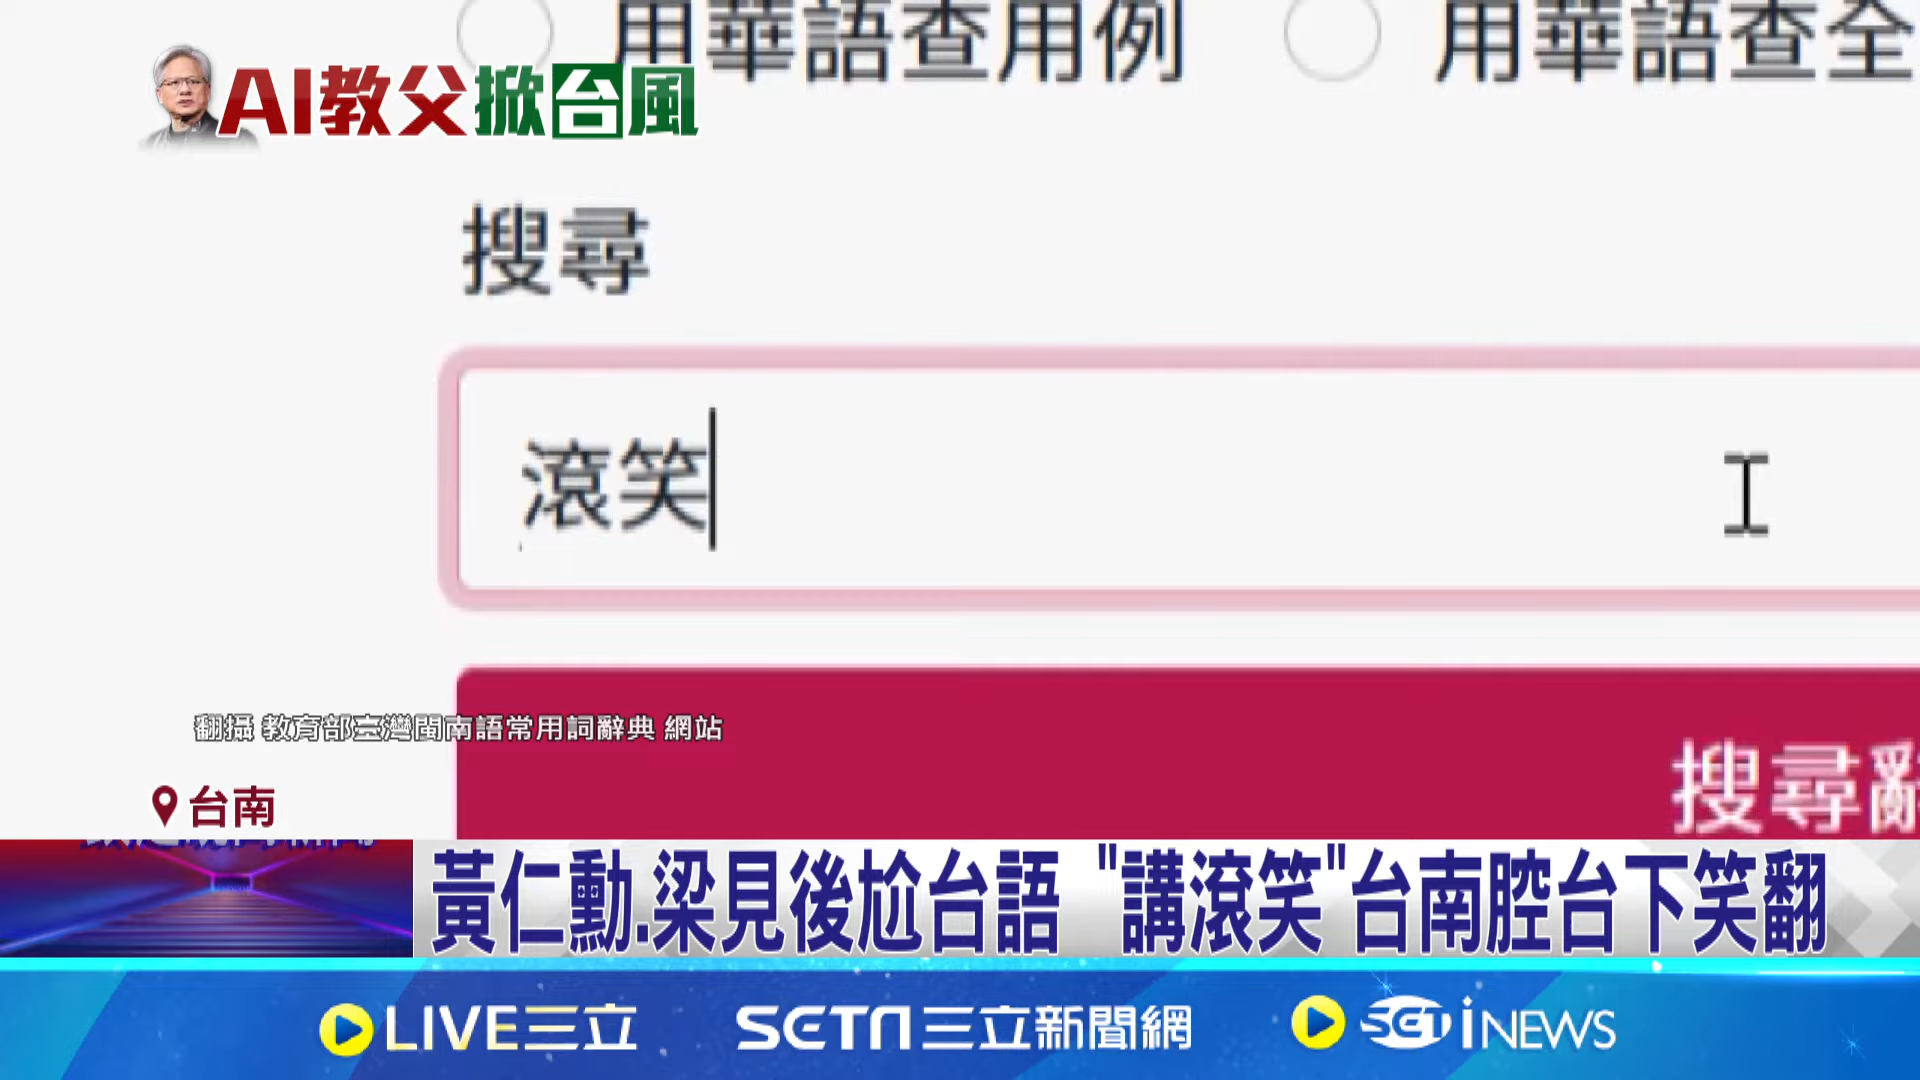 用華語查用例 用華語查全
AI教父掀台風
搜尋
滾笑
翻攝 教育部臺灣閩南語常用詞辭典 網站
搜尋辭
台南
黃仁勳.梁見後尬台語 "講滾笑"台南腔台下笑翻
LIVE三立 SETN三立新聞網 SET iNEWS